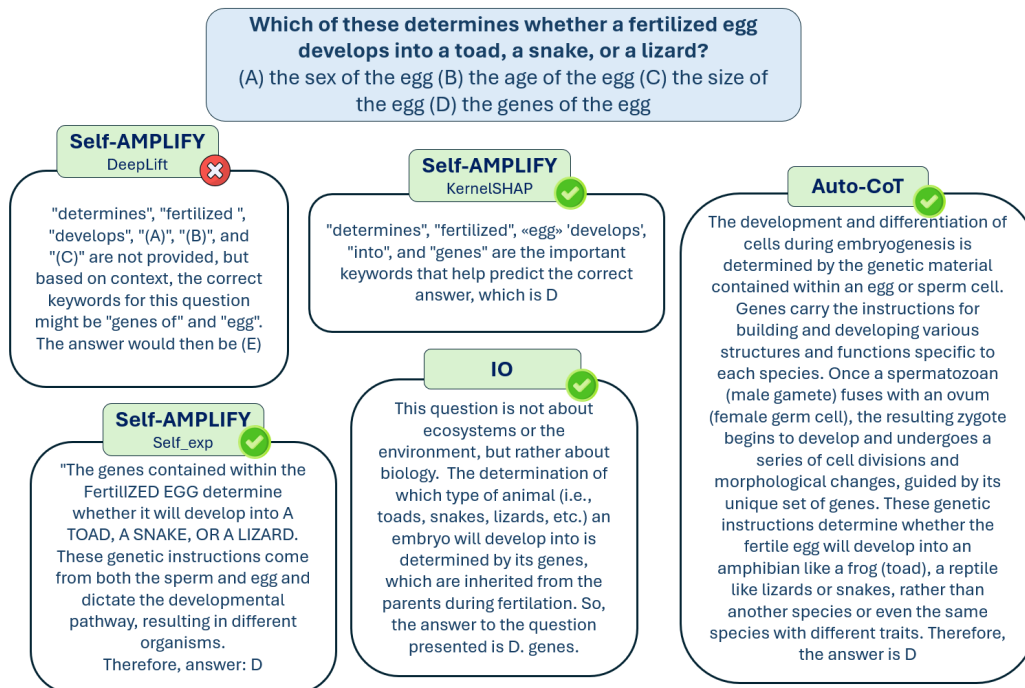 Which of these determines whether a fertilized egg
develops into a toad, a snake, or a lizard?
(A) the sex of the egg (B) the age of the egg (C) the size of
the egg (D) the genes of the egg
Self-AMPLIFY
DeepLift
"determines", "fertilized ",
"develops", "(A)", "(B)", and
"(C)" are not provided, but
based on context, the correct
keywords for this question
might be "genes of" and "egg".
The answer would then be (E)
Self-AMPLIFY
KernelSHAP
"determines", "fertilized", «egg» 'develops',
"into", and "genes" are the important
keywords that help predict the correct
answer, which is D
Auto-CoT
The development and differentiation of
cells during embryogenesis is
determined by the genetic material
contained within an egg or sperm cell.
Genes carry the instructions for
building and developing various
structures and functions specific to
each species. Once a spermatozoan
(male gamete) fuses with an ovum
(female germ cell), the resulting zygote
begins to develop and undergoes a
series of cell divisions and
morphological changes, guided by its
unique set of genes. These genetic
instructions determine whether the
fertile egg will develop into an
amphibian like a frog (toad), a reptile
like lizards or snakes, rather than
another species or even the same
species with different traits. Therefore,
the answer is D
Self-AMPLIFY
Self_exp
"The genes contained within the
FertilIZED EGG determine
whether it will develop into A
TOAD, A SNAKE, OR A LIZARD.
These genetic instructions come
from both the sperm and egg and
dictate the developmental
pathway, resulting in different
organisms.
Therefore, answer: D
IO
This question is not about
ecosystems or the
environment, but rather about
biology. The determination of
which type of animal (i.e.,
toads, snakes, lizards, etc.) an
embryo will develop into is
determined by its genes,
which are inherited from the
parents during fertilation. So,
the answer to the question
presented is D. genes.